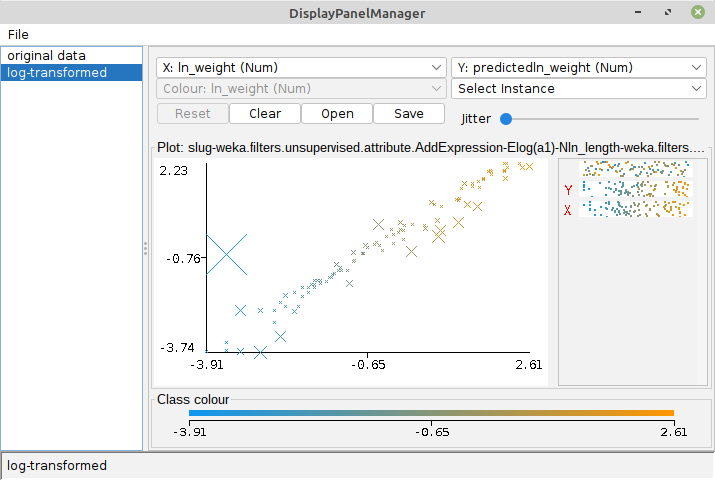 DisplayPanelManager
File
original data
log-transformed
X: ln_weight (Num)
Y: predictedln_weight (Num)
Colour: ln_weight (Num)
Select Instance
Reset
Clear
Open
Save
Jitter
Plot: slug-weka.filters.unsupervised.attribute.AddExpression-Elog(a1)-Nln_length-weka.filters....
2.23
-0.76
-3.74
-3.91
-0.65
2.61
Y
X
Class colour
-3.91
-0.65
2.61
log-transformed